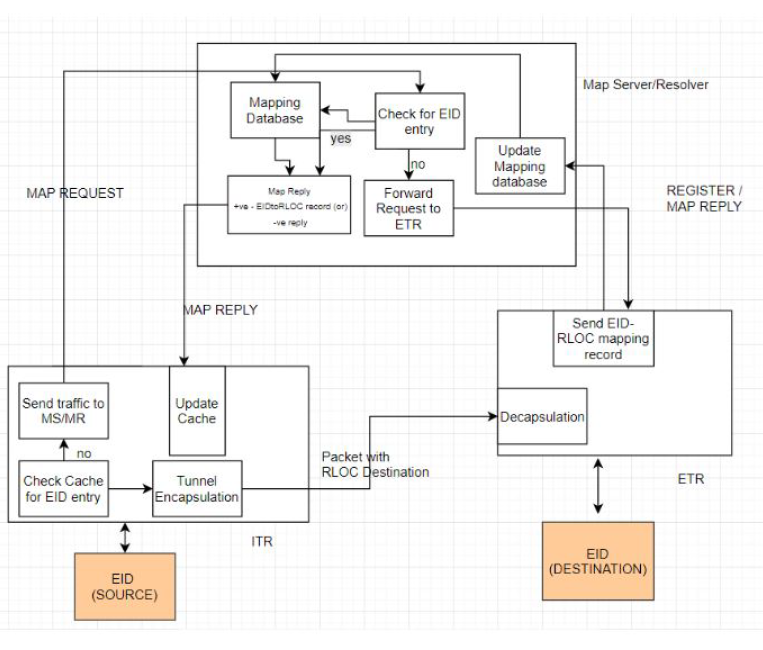 Map Server/Resolver
Mapping
Database
Check for EID
entry
yes
no
Update
Mapping
database
Map Reply
+ve - EIDtoRLOC record (or)
-ve reply
Forward
Request to
ETR
MAP REQUEST
REGISTER /
MAP REPLY
MAP REPLY
Send EID-
RLOC mapping
record
Send traffic to
MS/MR
Update
Cache
Decapsulation
no
Check Cache
for EID entry
Tunnel
Encapsulation
Packet with
RLOC Destination
ETR
ITR
EID
(SOURCE)
EID
(DESTINATION)